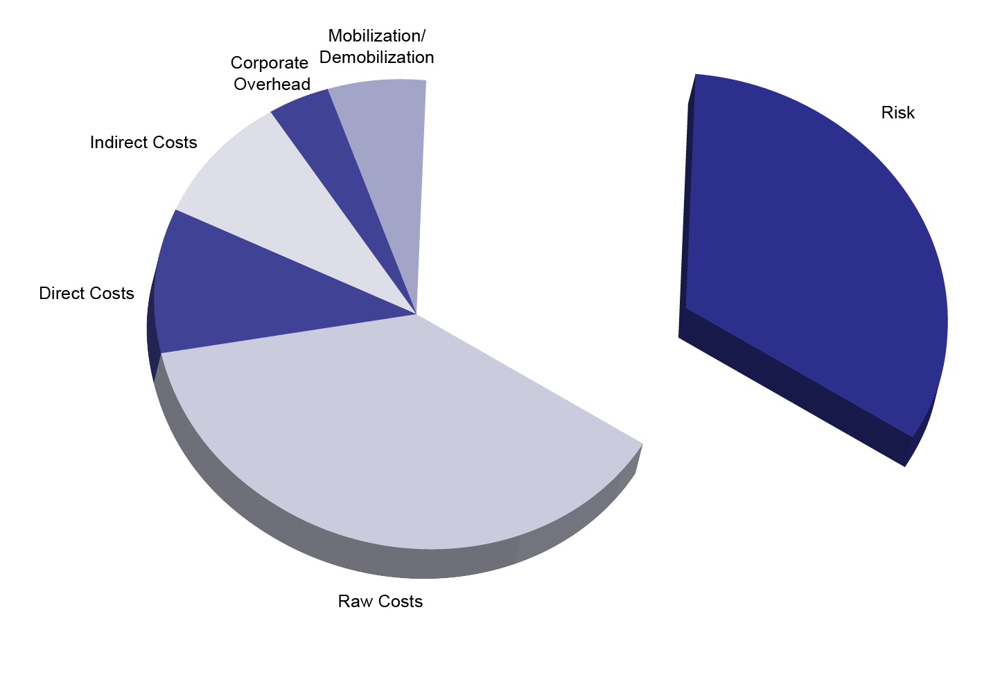 Mobilization/
Demobilization
Corporate
Overhead
Risk
Indirect Costs
Direct Costs
Raw Costs